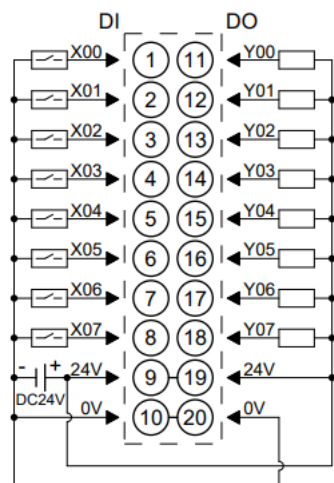 DI DO
X00 1 11 Y00
X01 2 12 Y01
X02 3 13 Y02
X03 4 14 Y03
X04 5 15 Y04
X05 6 16 Y05
X06 7 17 Y06
X07 8 18 Y07
- + 24V 9 19 24V
DC24V
0V 10 20 0V